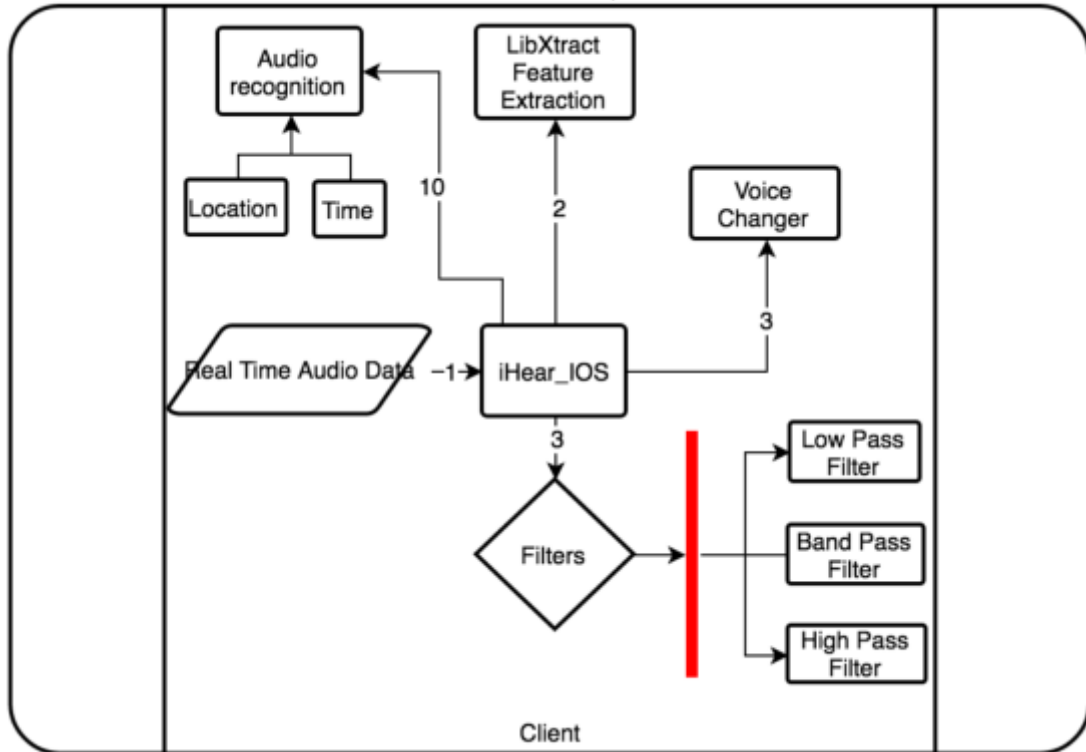 Audio
recognition
LibXtract
Feature
Extraction
Location
Time
10
2
Voice
Changer
3
Real Time Audio Data
1
iHear_IOS
3
Low Pass
Filter
Filters
Band Pass
Filter
High Pass
Filter
Client